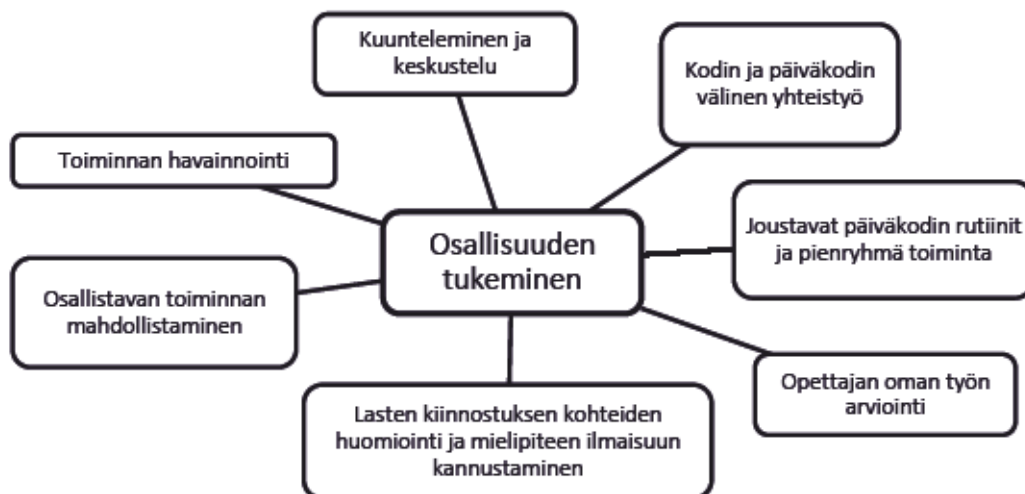 Kuunteleminen ja
keskustelu
Kodin ja päiväkodin
välinen yhteistyö
Toiminnan havainnointi
Joustavat päiväkodin rutiinit
ja pienryhmä toiminta
Osallisuuden
tukeminen
Osallistavan toiminnan
mahdollistaminen
Opettajan oman työn
arviointi
Lasten kiinnostuksen kohteiden
huomiointi ja mielipiteen ilmaisuun
kannustaminen